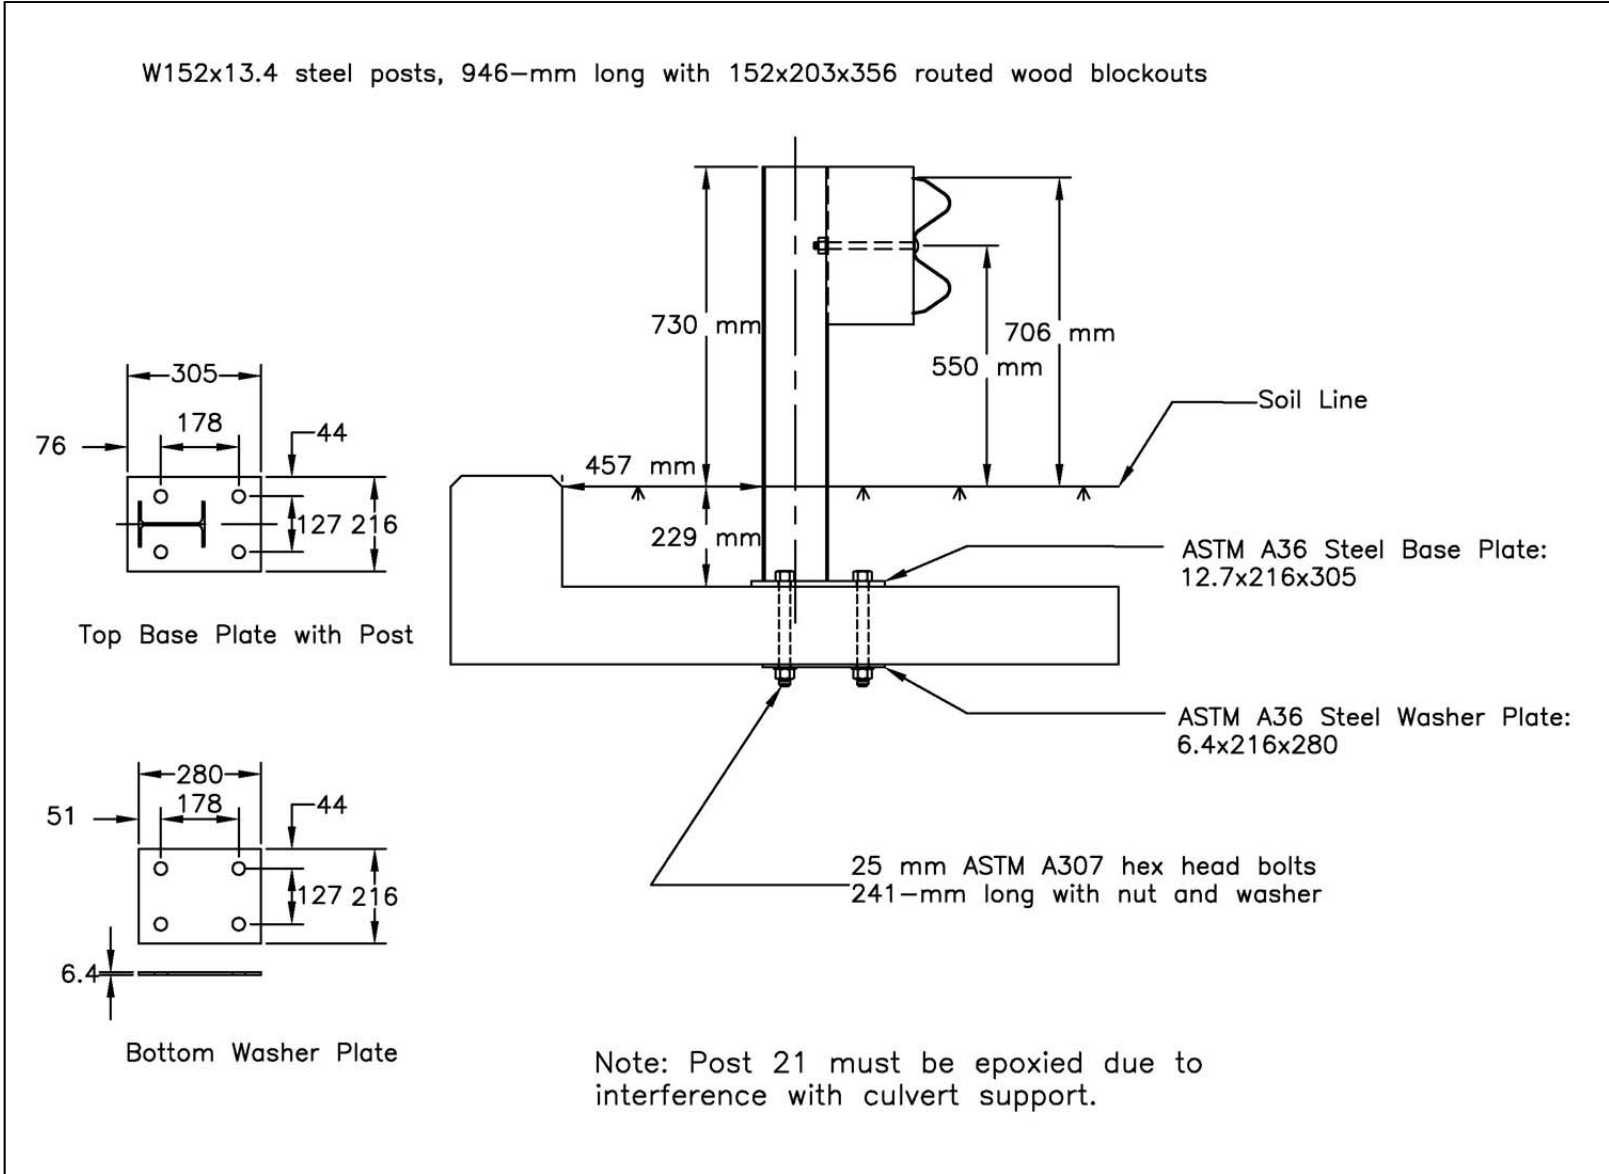 W152x13.4 steel posts, 946-mm long with 152x203x356 routed wood blockouts
730 mm
706 mm
550 mm
Soil Line
457 mm
229 mm
ASTM A36 Steel Base Plate:
12.7x216x305
ASTM A36 Steel Washer Plate:
6.4x216x280
25 mm ASTM A307 hex head bolts
241-mm long with nut and washer
305
178
76
44
127 216
Top Base Plate with Post
280
178
51
44
127 216
6.4
Bottom Washer Plate
Note: Post 21 must be epoxied due to
interference with culvert support.